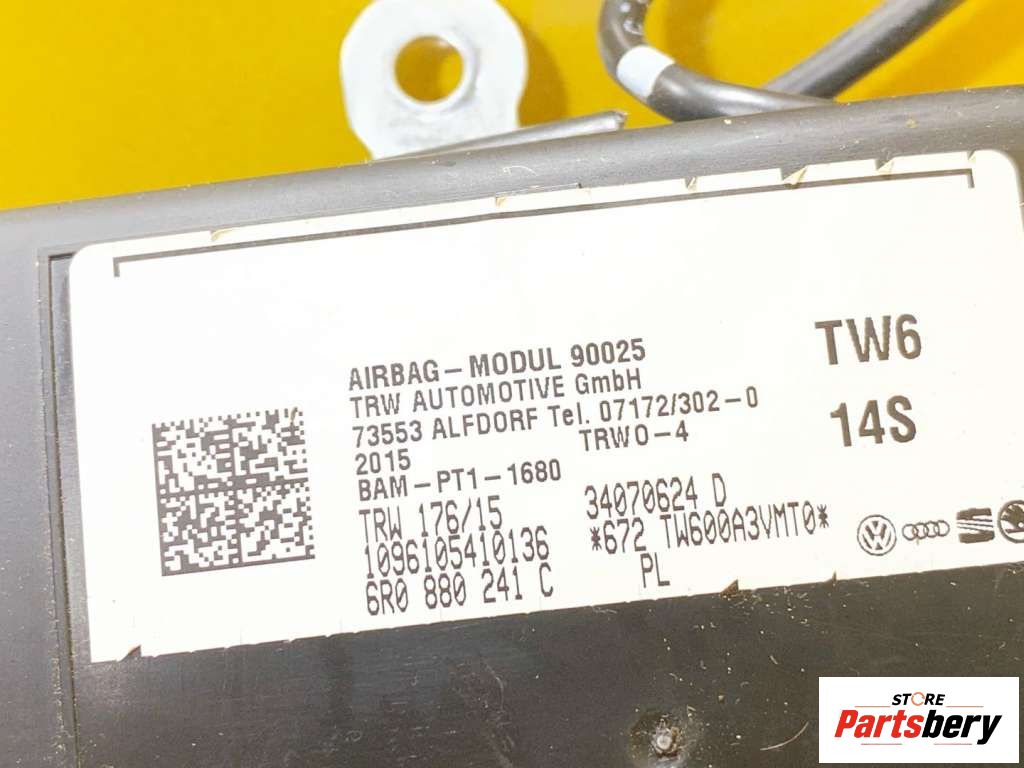 AIRBAG-MODUL 90025
TRW AUTOMOTIVE GmbH
73553 ALFDORF Tel. 07172/302-0
2015 TRWO-4
BAM-PT1-1680
TRW 176/15 34070624 D
1096105410136 *672 TW600A3VMT0*
6R0 880 241 C PL
TW6
14S
STORE
Partsbery